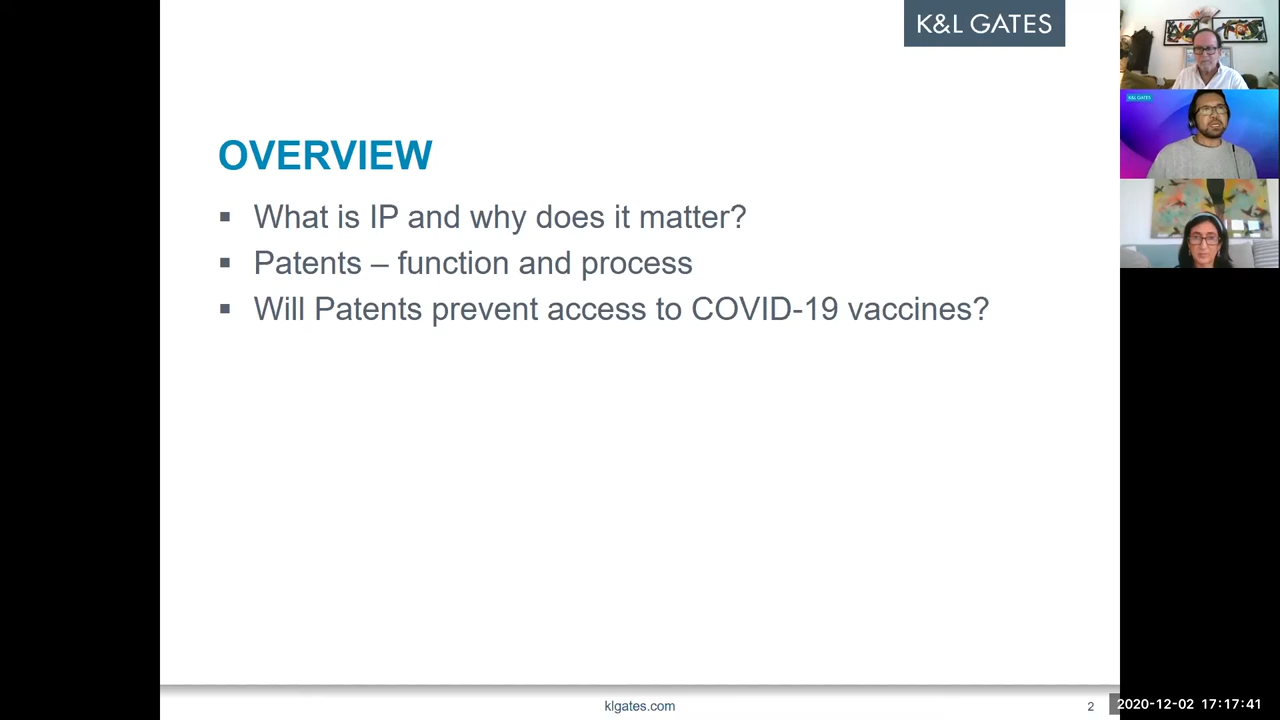 K&L GATES
K&L GATES
OVERVIEW
▪ What is IP and why does it matter?
▪ Patents – function and process
▪ Will Patents prevent access to COVID-19 vaccines?
klgates.com
2
2020-12-02 17:17:41